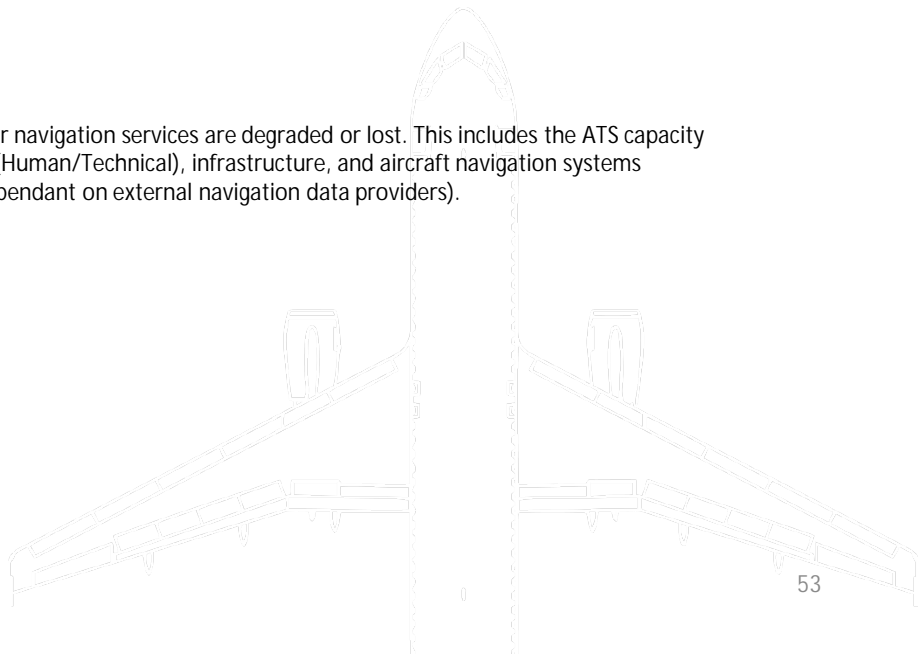 r navigation services are degraded or lost. This includes the ATS capacity
(Human/Technical), infrastructure, and aircraft navigation systems
pendant on external navigation data providers).
53